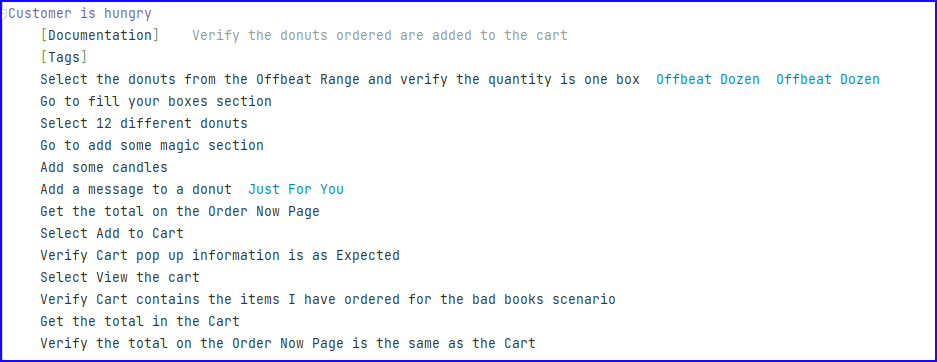 Customer is hungry
[Documentation]    Verify the donuts ordered are added to the cart
[Tags]
Select the donuts from the Offbeat Range and verify the quantity is one box  Offbeat Dozen  Offbeat Dozen
Go to fill your boxes section
Select 12 different donuts
Go to add some magic section
Add some candles
Add a message to a donut  Just For You
Get the total on the Order Now Page
Select Add to Cart
Verify Cart pop up information is as Expected
Select View the cart
Verify Cart contains the items I have ordered for the bad books scenario
Get the total in the Cart
Verify the total on the Order Now Page is the same as the Cart